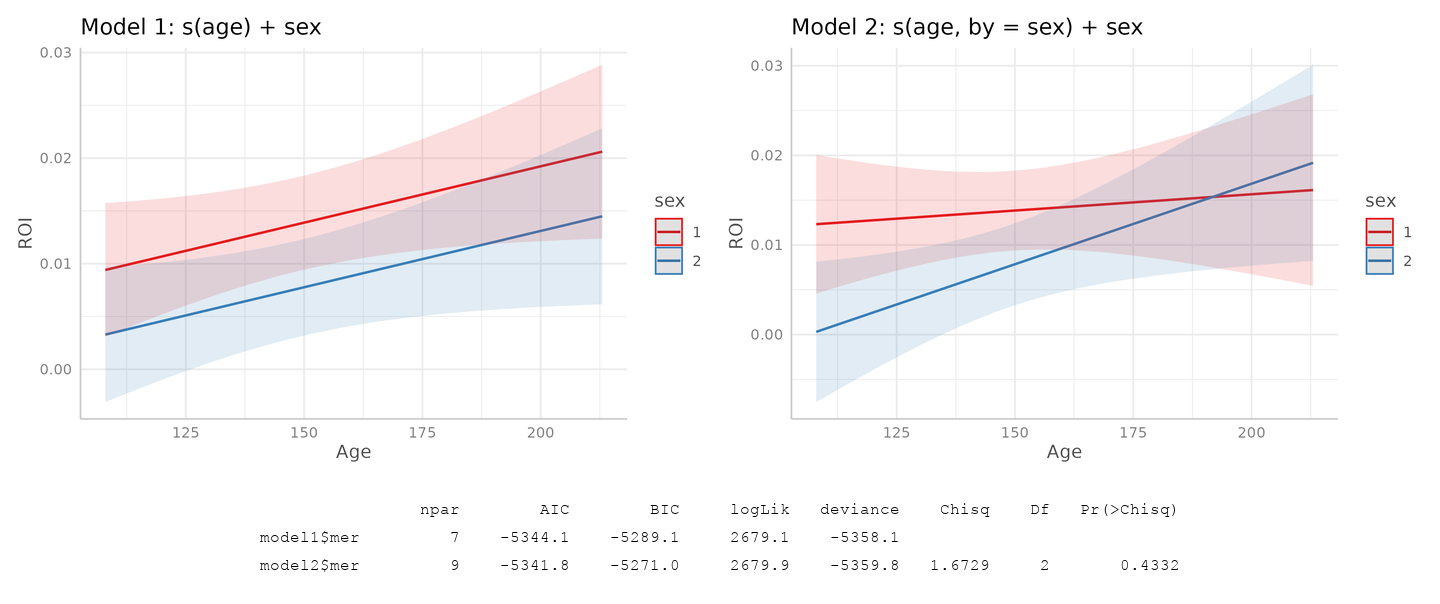 Model 1: s(age) + sex
0.03
0.02
0.01
0.00
ROI
125 150 175 200
Age
sex
1
2
Model 2: s(age, by = sex) + sex
0.03
0.02
0.01
0.00
ROI
125 150 175 200
Age
sex
1
2
npar AIC BIC logLik deviance Chisq Df Pr(>Chisq)
model1$mer 7 -5344.1 -5289.1 2679.1 -5358.1
model2$mer 9 -5341.8 -5271.0 2679.9 -5359.8 1.6729 2 0.4332